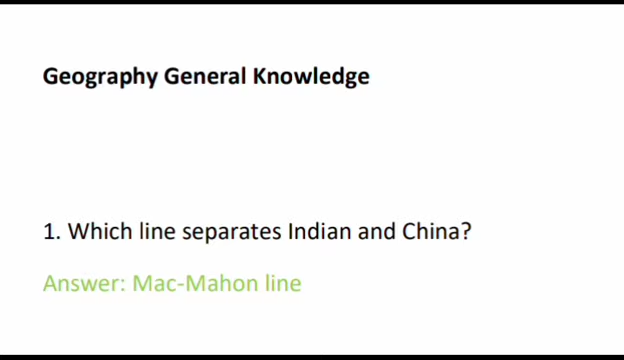 Geography General Knowledge
1. Which line separates Indian and China?
Answer: Mac-Mahon line